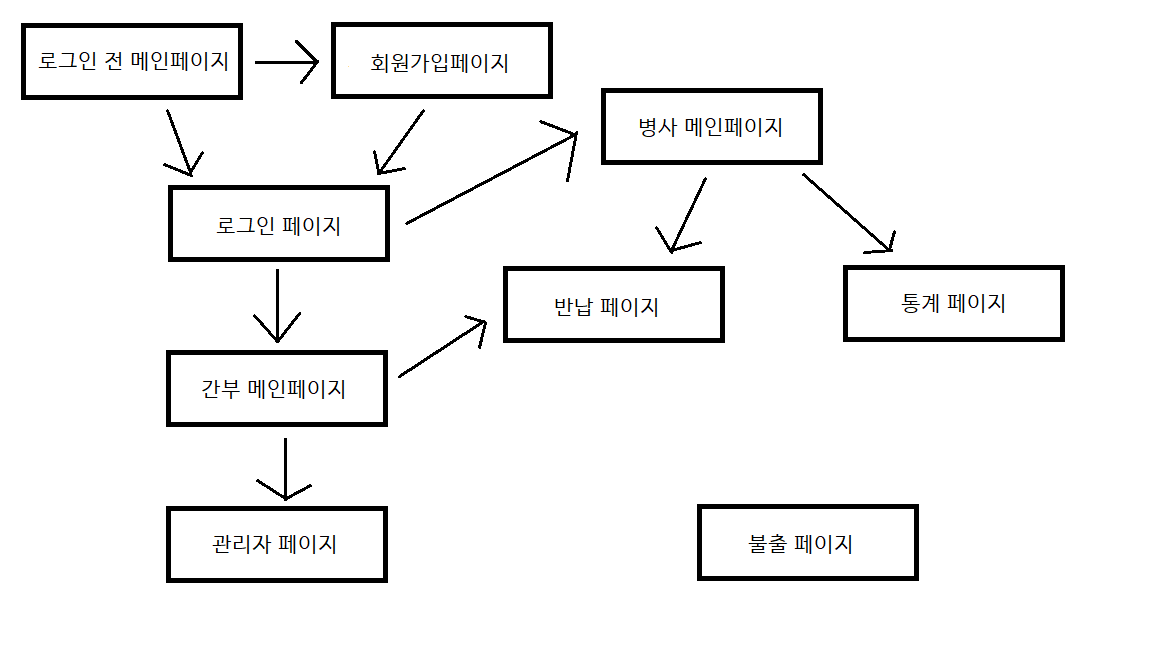 로그인 전 메인페이지
회원가입페이지
병사 메인페이지
로그인 페이지
반납 페이지
통계 페이지
간부 메인페이지
관리자 페이지
불출 페이지